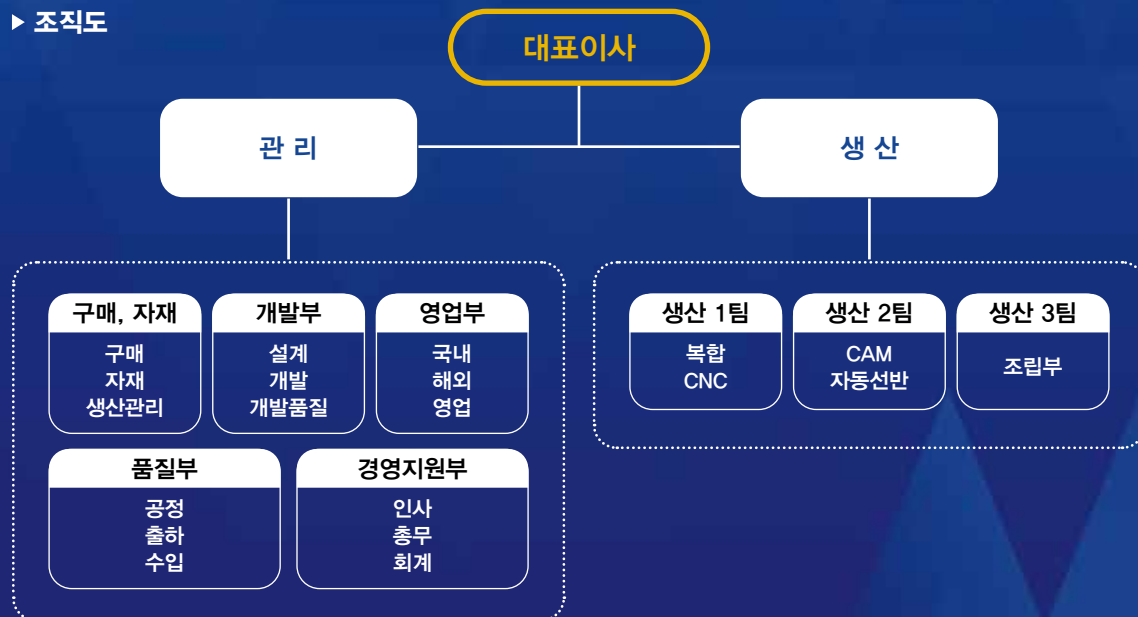 ▶ 조직도
대표이사
관 리
생 산
구매, 자재
구매
자재
생산관리
개발부
설계
개발
개발품질
영업부
국내
해외
영업
품질부
공정
출하
수입
경영지원부
인사
총무
회계
생산 1팀
복합
CNC
생산 2팀
CAM
자동선반
생산 3팀
조립부